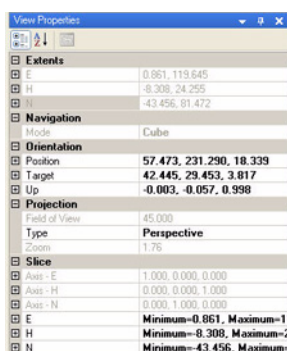 View Properties
Extents
E 0.861, 119.645
H -8.308, 24.255
N -43.456, 81.472
Navigation
Mode Cube
Orientation
Position 57.473, 231.290, 18.339
Target 42.445, 29.453, 3.817
Up -0.003, -0.057, 0.998
Projection
Field of View 45.000
Type Perspective
Zoom 1.76
Slice
Axis - E 1.000, 0.000, 0.000
Axis - H 0.000, 0.000, 1.000
Axis - N 0.000, 1.000, 0.000
E Minimum=0.861, Maximum=1
H Minimum=-8.308, Maximum=2
N Minimum=-43.456, Maximum=